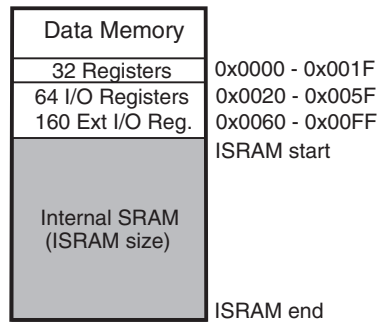 Data Memory
32 Registers 0x0000 - 0x001F
64 I/O Registers 0x0020 - 0x005F
160 Ext I/O Reg. 0x0060 - 0x00FF
ISRAM start
Internal SRAM
(ISRAM size)
ISRAM end